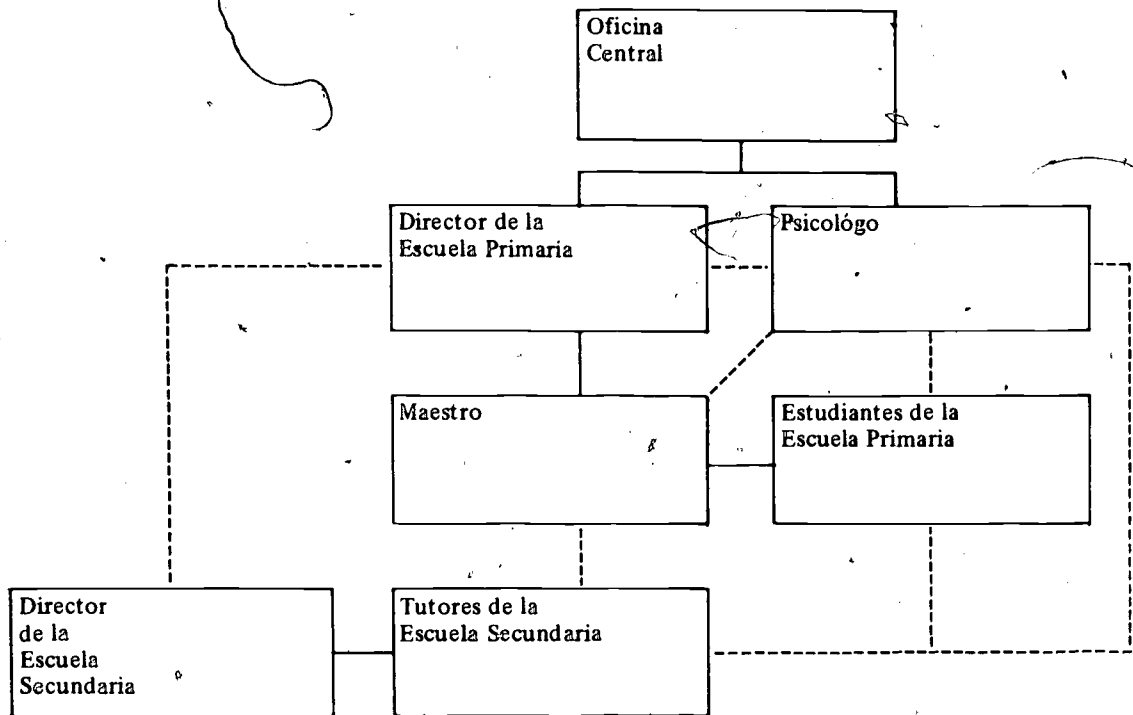 Oficina
Central
Director de la
Escuela Primaria
Psicológo
Maestro
Estudiantes de la
Escuela Primaria
Director
de la
Escuela
Secundaria
Tutores de la
Escuela Secundaria